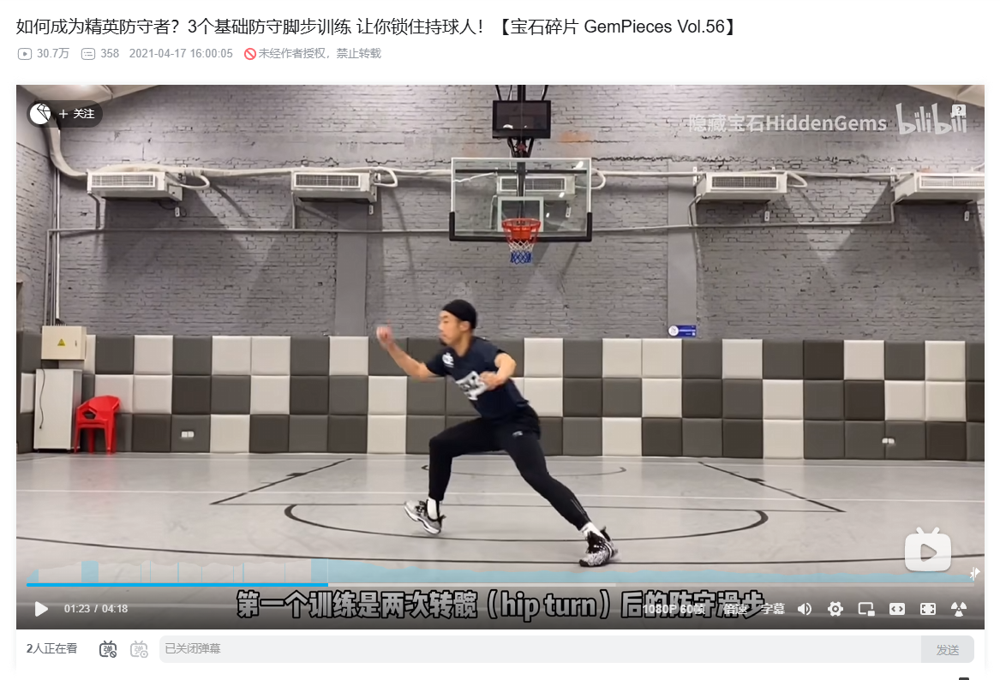 如何成为精英防守者？3个基础防守脚步训练 让你锁住持球人！【宝石碎片 GemPieces Vol.56】
30.7万 358 2021-04-17 16:00:05 未经作者授权，禁止转载
+ 关注
隐藏宝石HiddenGems bilibili
第一个训练是两次转髋（hip turn）后的防守滑步
01:23 / 04:18 1080P 60帧 倍速 字幕
2人正在看 弹 弹 已关闭弹幕 发送